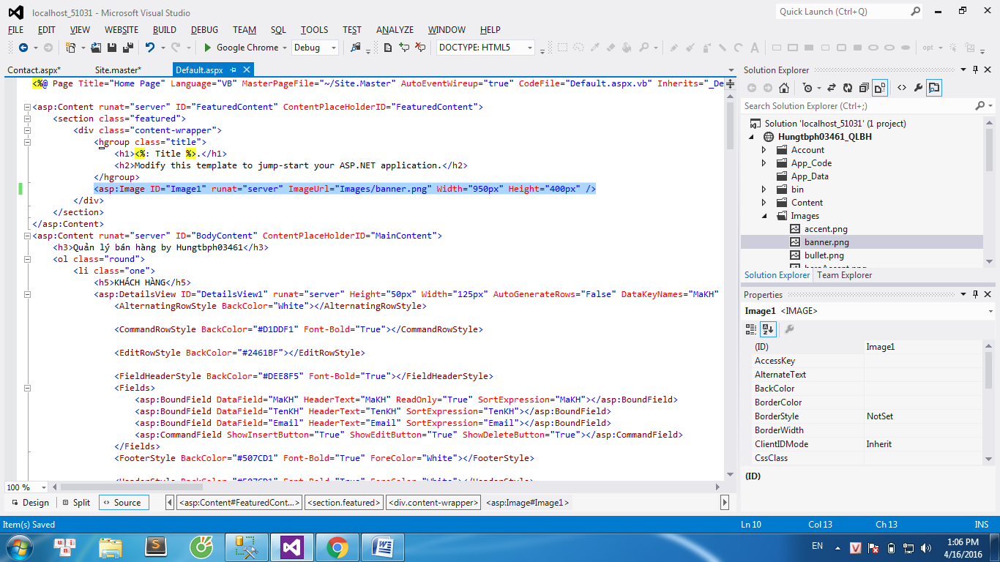 localhost_51031 - Microsoft Visual Studio
Quick Launch (Ctrl+Q)
FILE EDIT VIEW WEBSITE BUILD DEBUG TEAM SQL TOOLS TEST ANALYZE WINDOW HELP
Google Chrome Debug DOCTYPE: HTML5 opt
Contact.aspx* Site.master* Default.aspx
<%@ Page Title="Home Page" Language="VB" MasterPageFile="~/Site.Master" AutoEventWireup="true" CodeFile="Default.aspx.vb" Inherits="_De
<asp:Content runat="server" ID="FeaturedContent" ContentPlaceHolderID="FeaturedContent">
<section class="featured">
<div class="content-wrapper">
<hgroup class="title">
<h1><%: Title %>.</h1>
<h2>Modify this template to jump-start your ASP.NET application.</h2>
</hgroup>
<asp:Image ID="Image1" runat="server" ImageUrl="Images/banner.png" Width="950px" Height="400px" />
</div>
</section>
</asp:Content>
<asp:Content runat="server" ID="BodyContent" ContentPlaceHolderID="MainContent">
<h3>Quản lý bán hàng by Hungtbph03461</h3>
<ol class="round">
<li class="one">
<h5>KHÁCH HÀNG</h5>
<asp:DetailsView ID="DetailsView1" runat="server" Height="50px" Width="125px" AutoGenerateRows="False" DataKeyNames="MaKH"
<AlternatingRowStyle BackColor="White"></AlternatingRowStyle>
<CommandRowStyle BackColor="#D1DDF1" Font-Bold="True"></CommandRowStyle>
<EditRowStyle BackColor="#2461BF"></EditRowStyle>
<FieldHeaderStyle BackColor="#DEE8F5" Font-Bold="True"></FieldHeaderStyle>
<Fields>
<asp:BoundField DataField="MaKH" HeaderText="MaKH" ReadOnly="True" SortExpression="MaKH"></asp:BoundField>
<asp:BoundField DataField="TenKH" HeaderText="TenKH" SortExpression="TenKH"></asp:BoundField>
<asp:BoundField DataField="Email" HeaderText="Email" SortExpression="Email"></asp:BoundField>
<asp:CommandField ShowInsertButton="True" ShowEditButton="True" ShowDeleteButton="True"></asp:CommandField>
</Fields>
<FooterStyle BackColor="#507CD1" Font-Bold="True" ForeColor="White"></FooterStyle>
<HeaderStyle BackColor="#507CD1" Font-Bold="True" ForeColor="White"></HeaderStyle>
100 %
Design Split Source <asp:Content#FeaturedCont...> <section.featured> <div.content-wrapper> <asp:Image#Image1>
Solution Explorer
Search Solution Explorer (Ctrl+;)
Solution 'localhost_51031' (1 project)
Hungtbph03461_QLBH
Account
App_Code
App_Data
bin
Content
Images
accent.png
banner.png
bullet.png
heroAccent.png
Solution Explorer Team Explorer
Properties
Image1 <IMAGE>
(ID) Image1
AccessKey
AlternateText
BackColor
BorderColor
BorderStyle NotSet
BorderWidth
ClientIDMode Inherit
CssClass
(ID)
Item(s) Saved Ln 10 Col 13 Ch 13 INS
EN 1:06 PM
4/16/2016